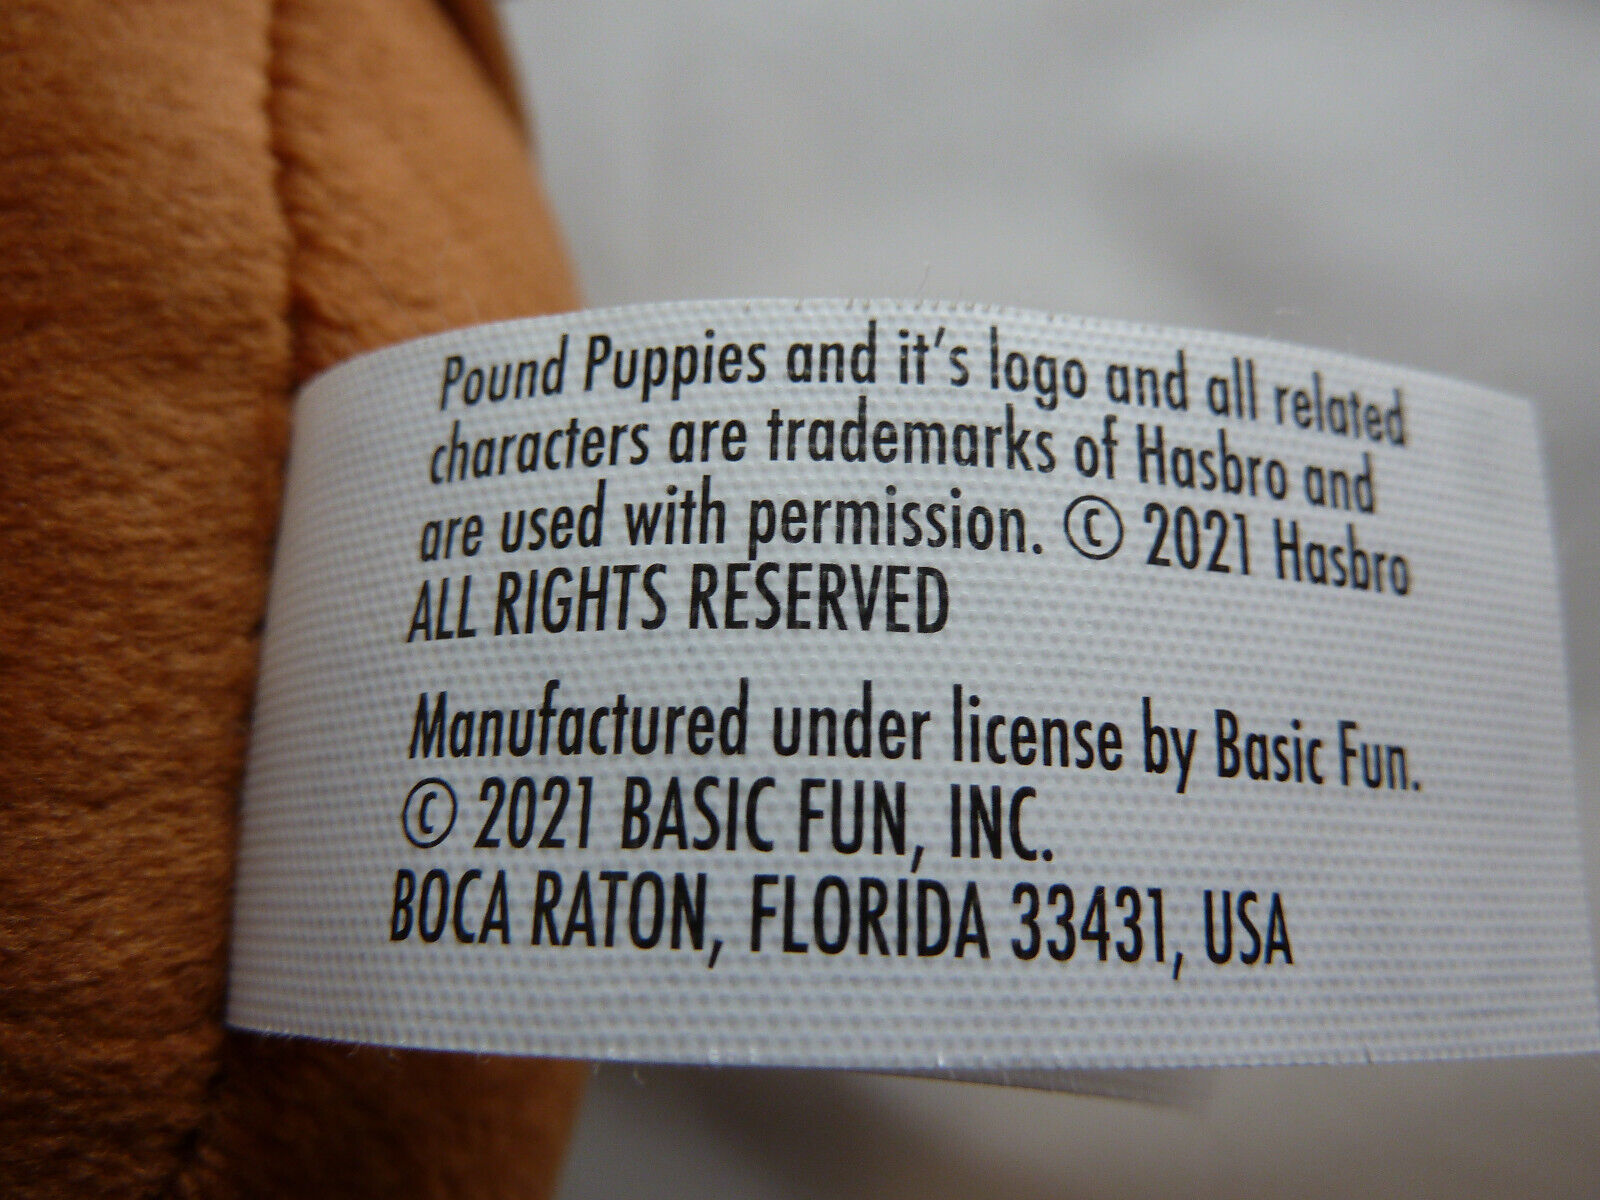 Pound Puppies and it's logo and all related
characters are trademarks of Hasbro and
are used with permission. © 2021 Hasbro
ALL RIGHTS RESERVED
Manufactured under license by Basic Fun.
© 2021 BASIC FUN, INC.
BOCA RATON, FLORIDA 33431, USA